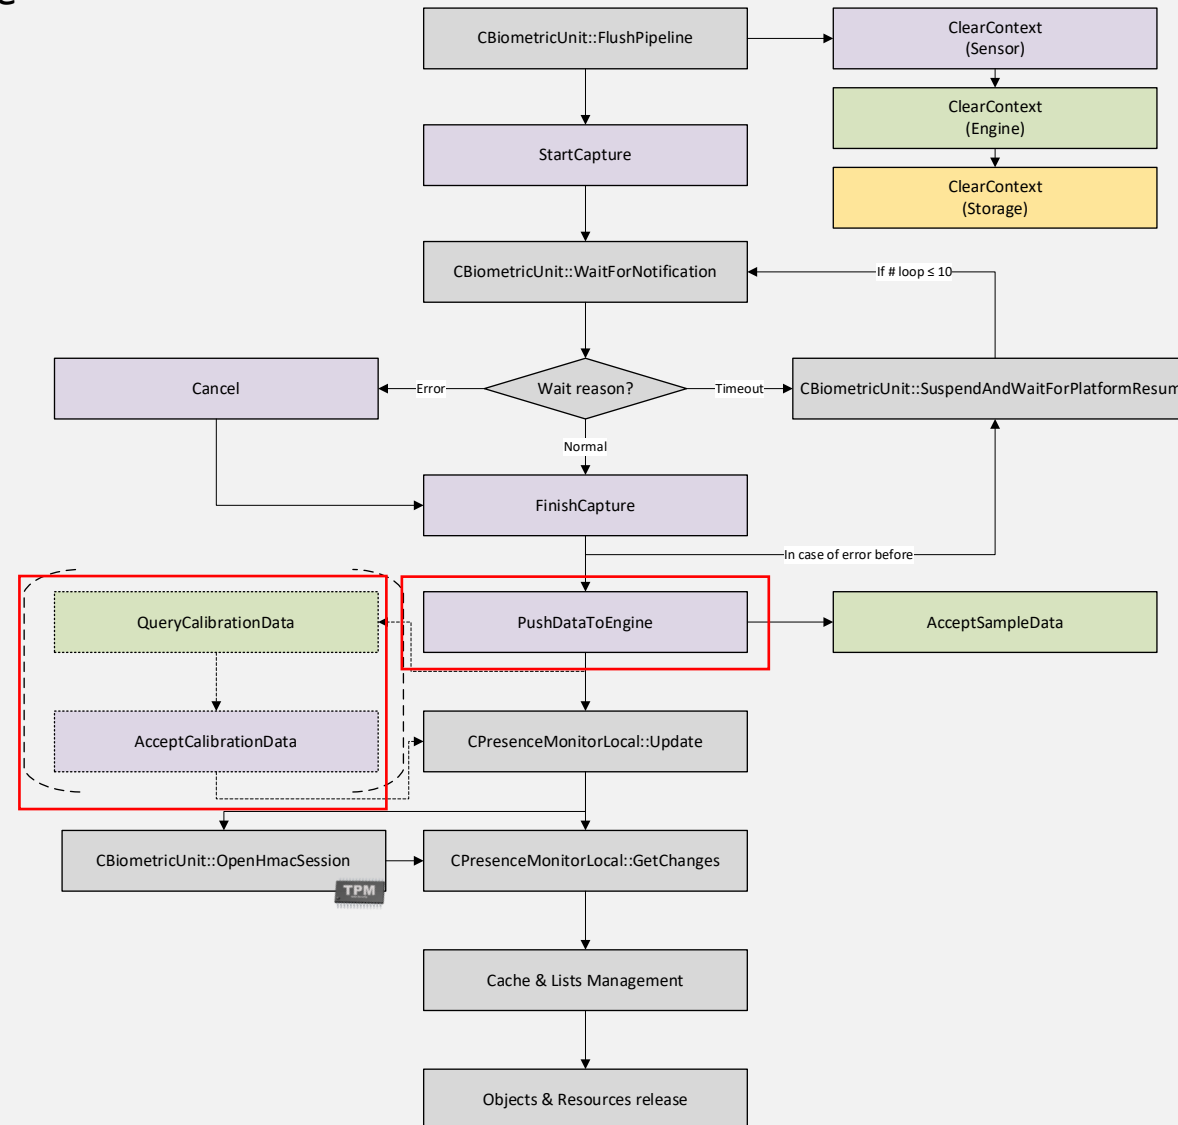 CBiometricUnit::FlushPipeline
ClearContext
(Sensor)
ClearContext
(Engine)
StartCapture
ClearContext
(Storage)
CBiometricUnit::WaitForNotification
If # loop ≤ 10
Cancel
Error
Wait reason?
Timeout
CBiometricUnit::SuspendAndWaitForPlatformResum
Normal
FinishCapture
In case of error before
QueryCalibrationData
PushDataToEngine
AcceptSampleData
AcceptCalibrationData
CPresenceMonitorLocal::Update
CBiometricUnit::OpenHmacSession
TPM
CPresenceMonitorLocal::GetChanges
Cache & Lists Management
Objects & Resources release